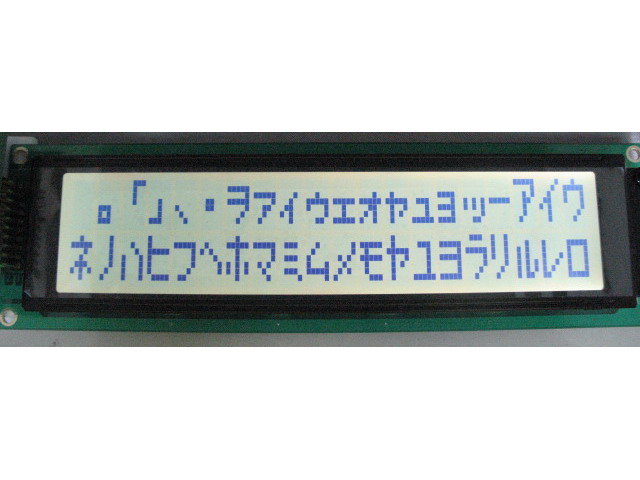 。「」、・ヲァィゥェォャュョッーアイウ
ネノハヒフヘホマミムメモヤユヨラリルレロ